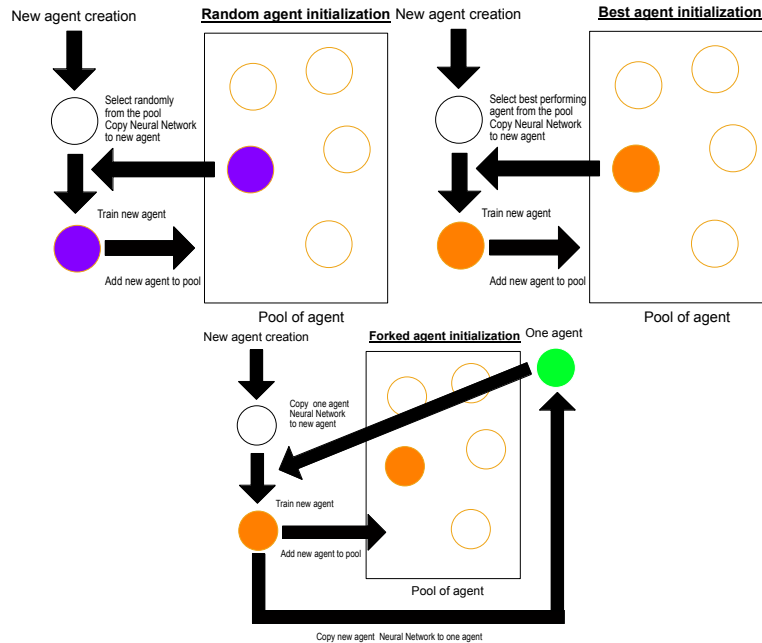 New agent creation
Random agent initialization
Select randomly
from the pool
Copy Neural Network
to new agent
Train new agent
Add new agent to pool
Pool of agent
New agent creation
Best agent initialization
Select best performing
agent from the pool
Copy Neural Network
to new agent
Train new agent
Add new agent to pool
Pool of agent
New agent creation
Forked agent initialization
One agent
Copy one agent
Neural Network
to new agent
Train new agent
Add new agent to pool
Pool of agent
Copy new agent Neural Network to one agent